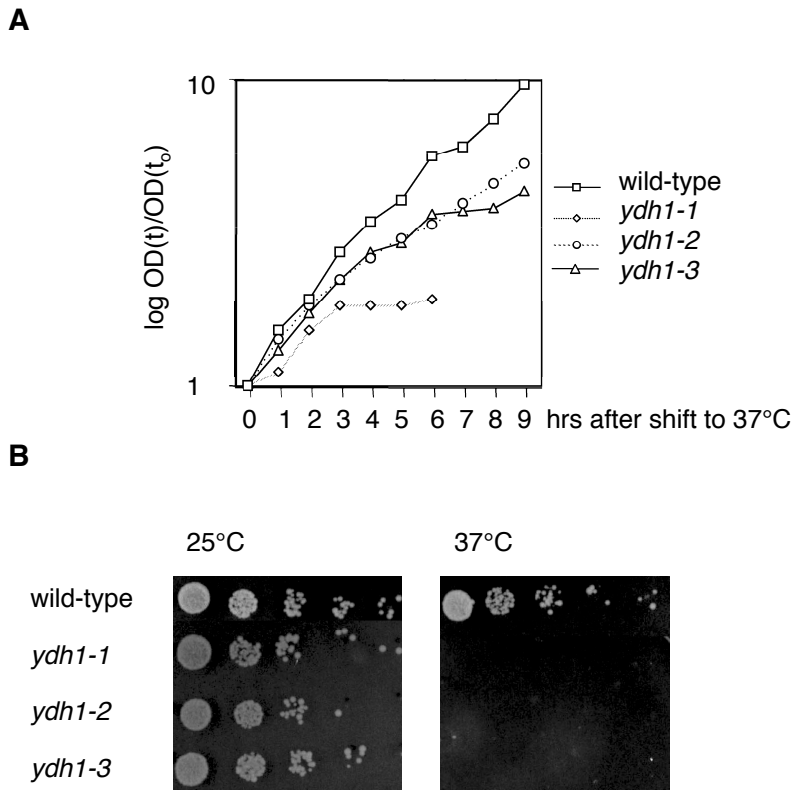 A
10
log OD(t)/OD(t₀)
1
0 1 2 3 4 5 6 7 8 9 hrs after shift to 37°C
wild-type
ydh1-1
ydh1-2
ydh1-3
B
25°C 37°C
wild-type
ydh1-1
ydh1-2
ydh1-3